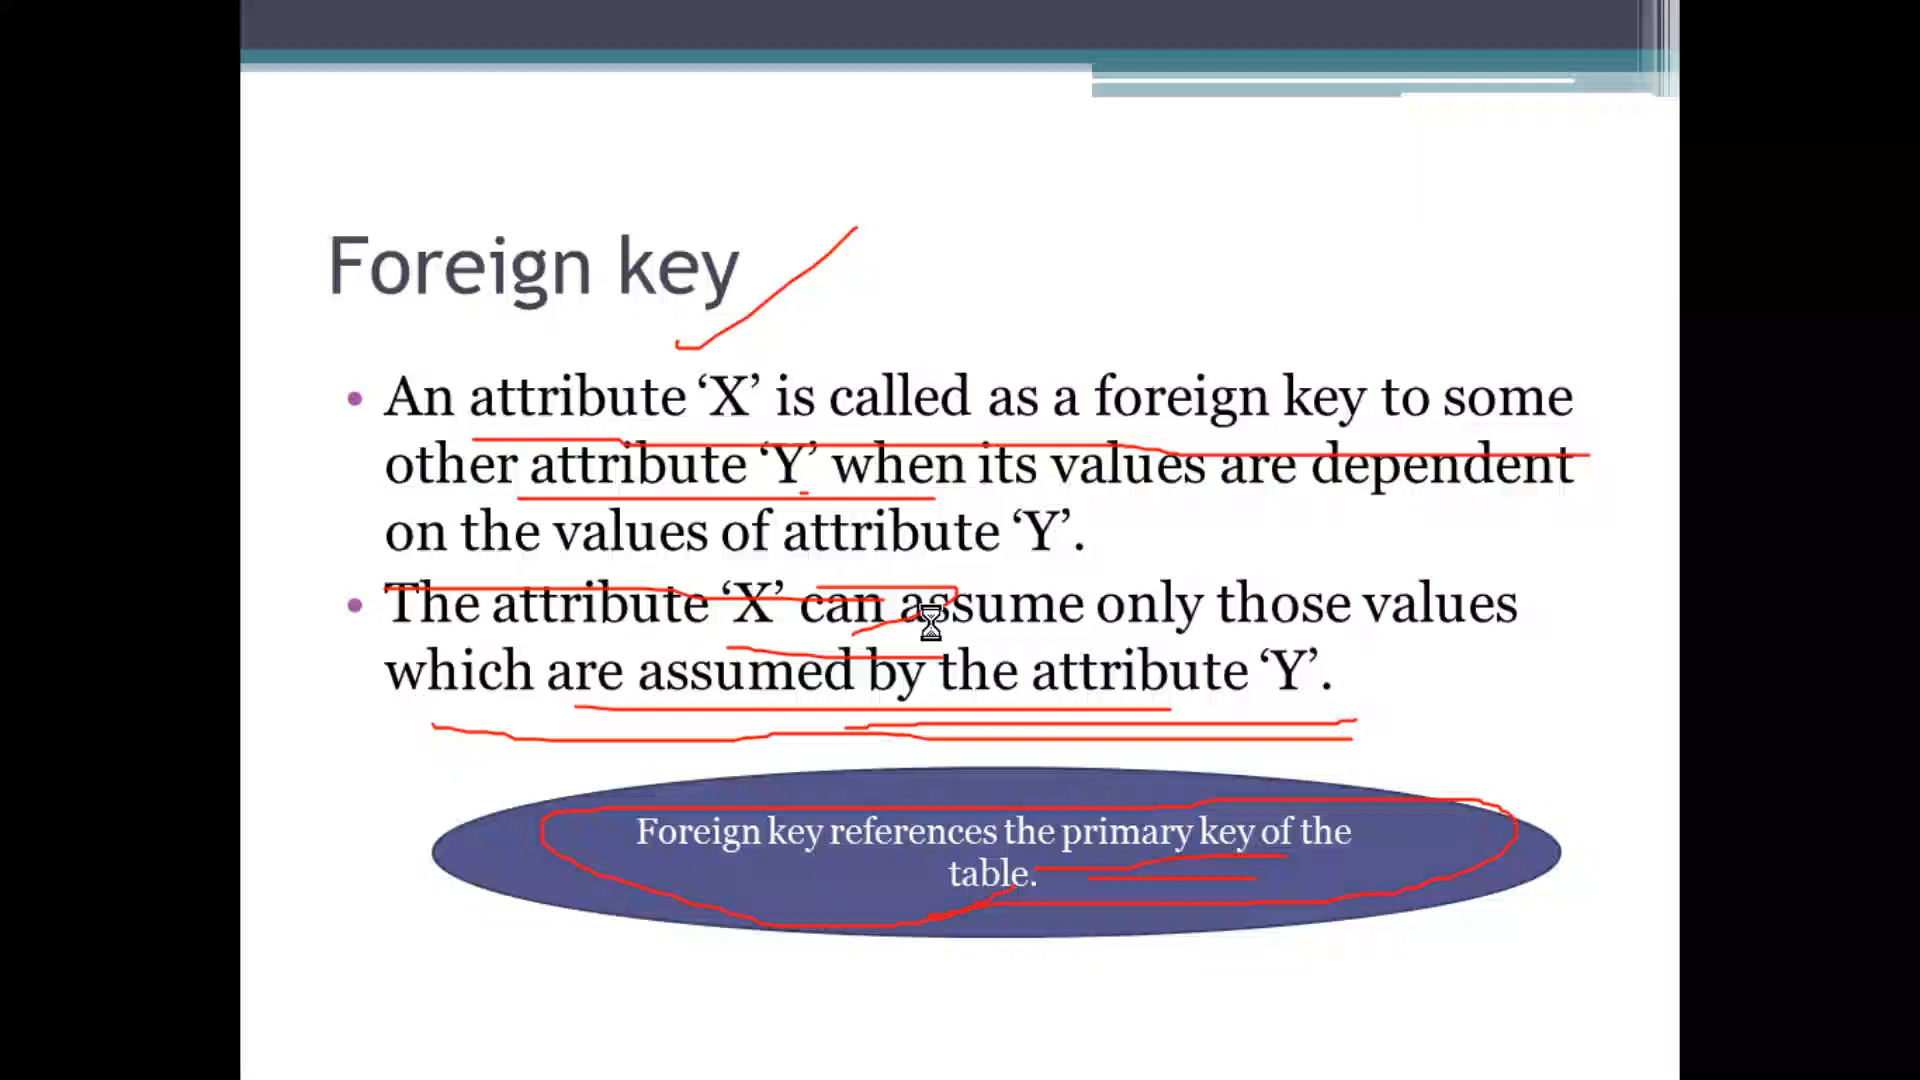 Foreign key
• An attribute ‘X’ is called as a foreign key to some
other attribute ‘Y’ when its values are dependent
on the values of attribute ‘Y’.
• The attribute ‘X’ can assume only those values
which are assumed by the attribute ‘Y’.
Foreign key references the primary key of the
table.